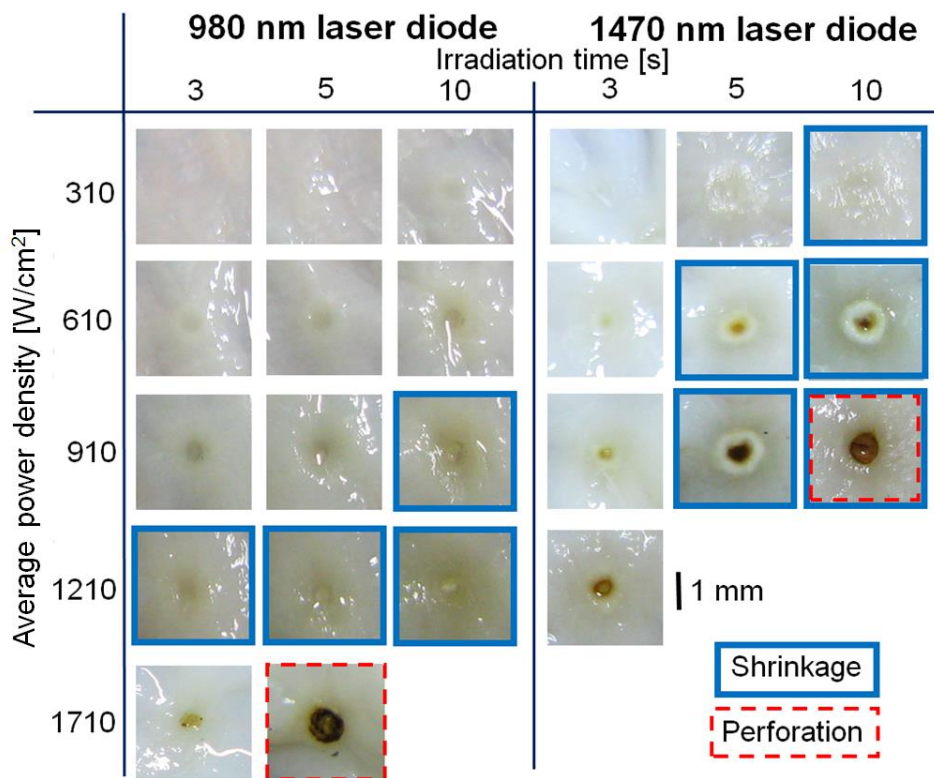 980 nm laser diode 1470 nm laser diode
Irradiation time [s]
3 5 10 3 5 10
Average power density [W/cm²]
310
610
910
1210
1 mm
Shrinkage
1710
Perforation